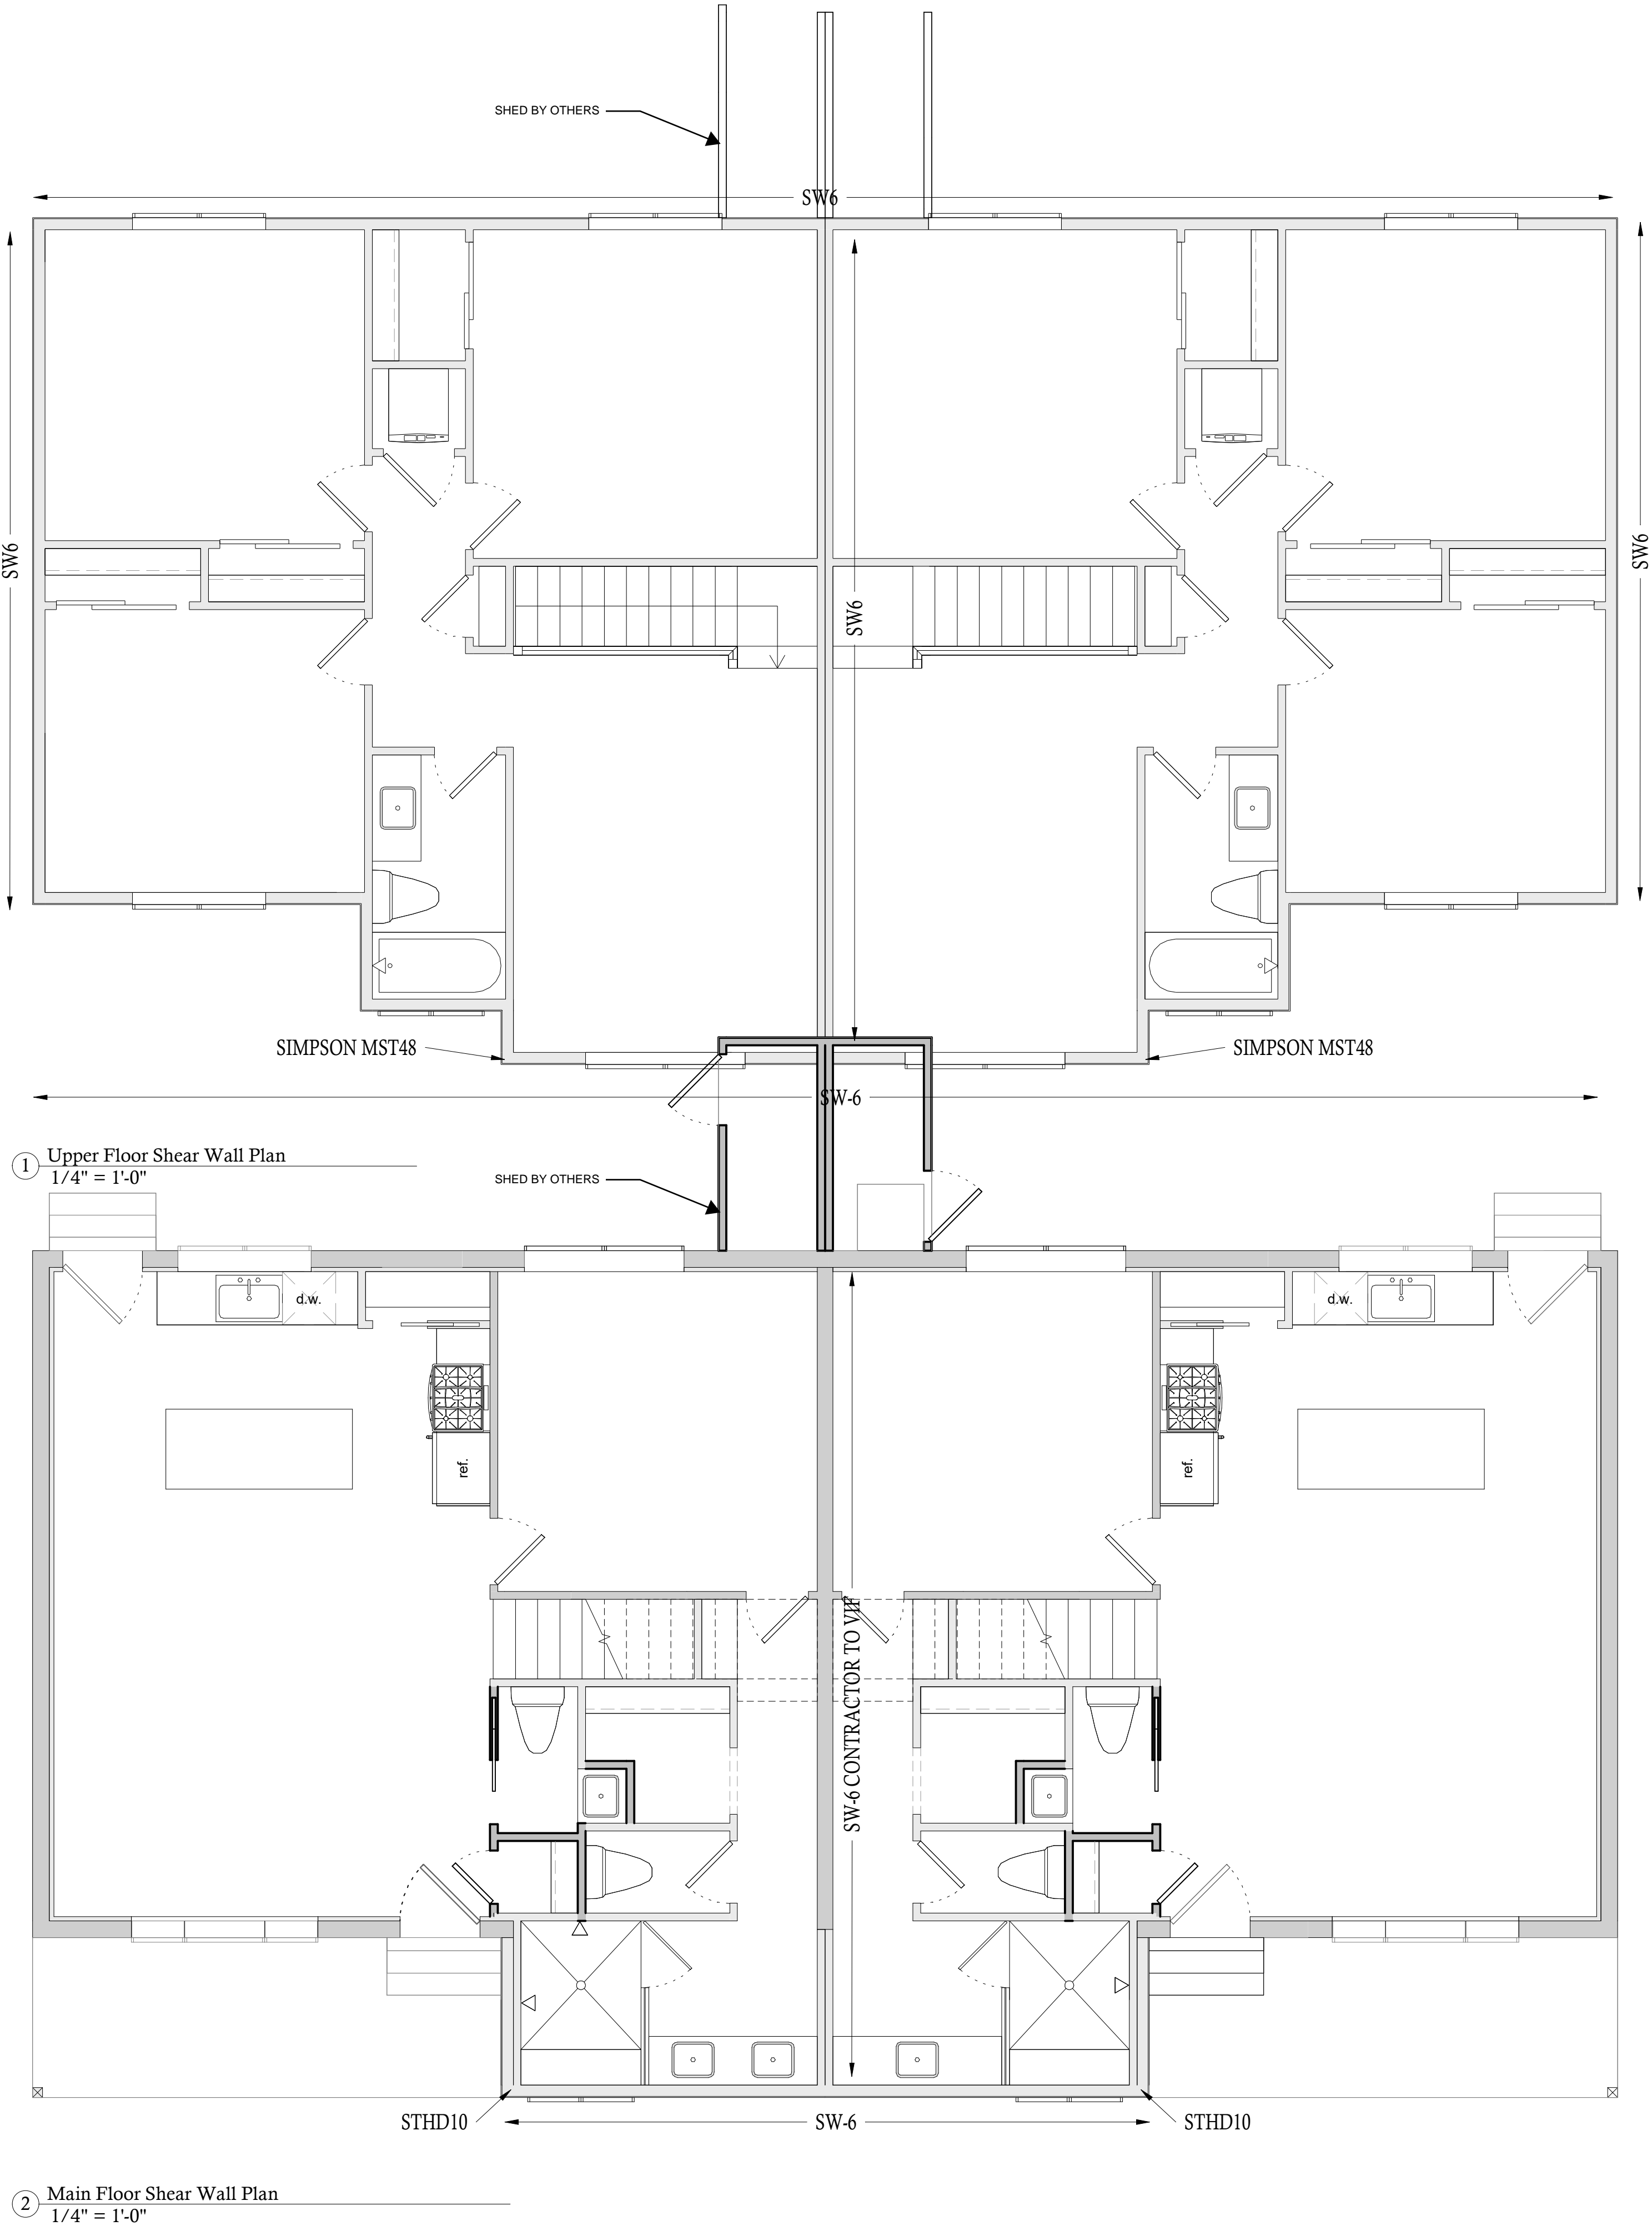 SHED BY OTHERS
SW6
SW6
SW6
SW6
SIMPSON MST48
SIMPSON MST48
SW-6
1
Upper Floor Shear Wall Plan
1/4" = 1'-0"
SHED BY OTHERS
d.w.
d.w.
ref.
ref.
SW-6 CONTRACTOR TO VIF
STHD10
SW-6
STHD10
2
Main Floor Shear Wall Plan
1/4" = 1'-0"